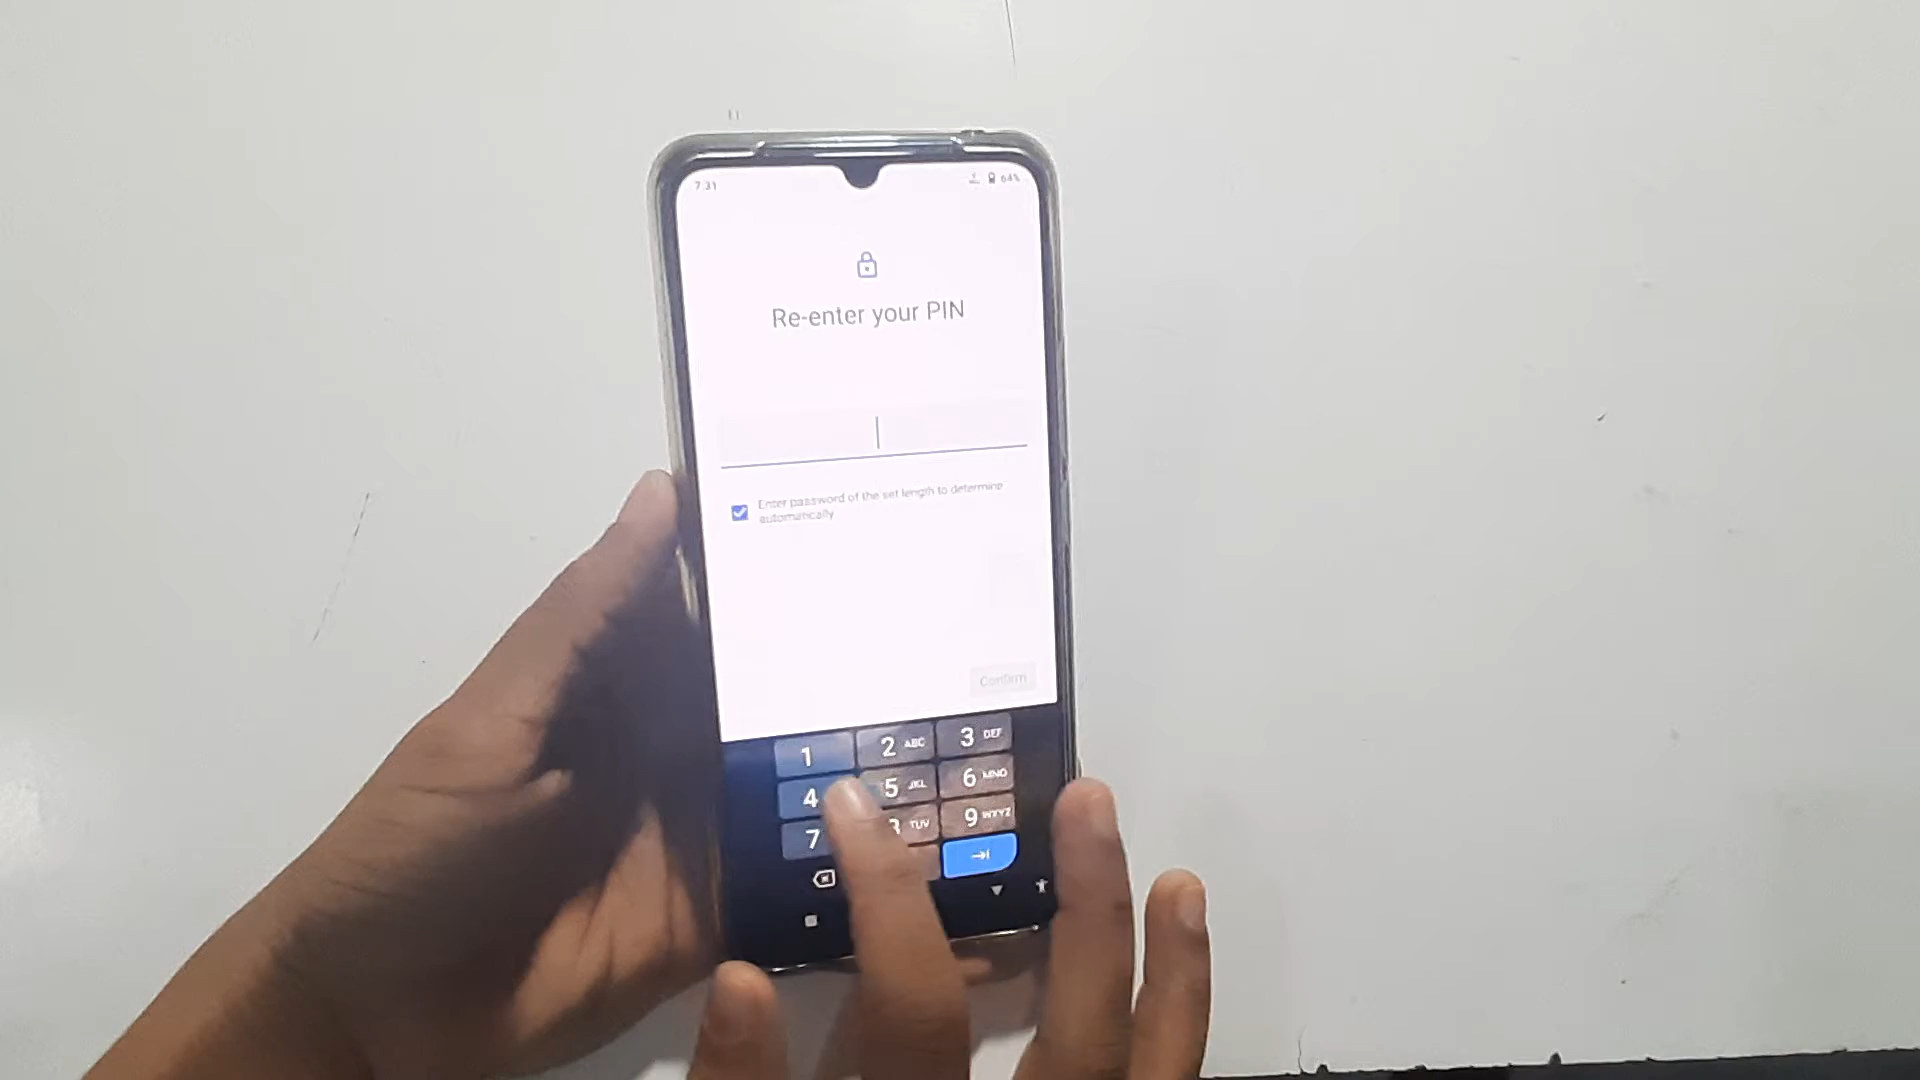 7:31
64%
Re-enter your PIN
Enter password of the set length to determine
automatically
Confirm
1 2 ABC 3 DEF
4 5 JKL 6 MNO
7 TUV 9 WXYZ